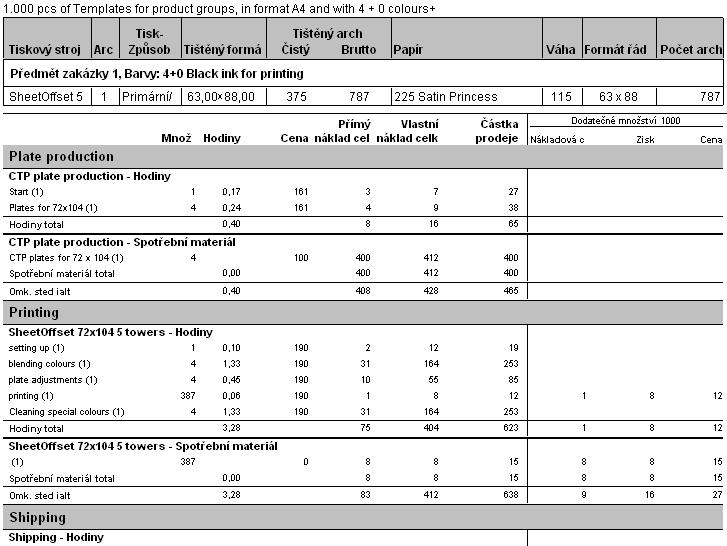 1.000 pcs of Templates for product groups, in format A4 and with 4 + 0 colours+
Tiskový stroj Arc Tisk- Způsob Tištěný formá Tištěný arch Čistý Brutto Papír Váha Formát řád Počet arch
Předmět zakázky 1, Barvy: 4+0 Black ink for printing
SheetOffset 5 1 Primární/ 63,00×88,00 375 787 225 Satin Princess 115 63 x 88 787
Dodatečné množství 1000
Množ Hodiny Cena Přímý náklad cel Vlastní náklad celk Částka prodeje Nákladová c Zisk Cena
Plate production
CTP plate production - Hodiny
Start (1) 1 0,17 161 3 7 27
Plates for 72x104 (1) 4 0,24 161 4 9 38
Hodiny total 0,40 8 16 65
CTP plate production - Spotřební materiál
CTP plates for 72 x 104 (1) 4 100 400 412 400
Spotřební materiál total 0,00 400 412 400
Omk. sted ialt 0,40 408 428 465
Printing
SheetOffset 72x104 5 towers - Hodiny
setting up (1) 1 0,10 190 2 12 19
blending colours (1) 4 1,33 190 31 164 253
plate adjustments (1) 4 0,45 190 10 55 85
printing (1) 387 0,06 190 1 8 12 1 8 12
Cleaning special colours (1) 4 1,33 190 31 164 253
Hodiny total 3,28 75 404 623 1 8 12
SheetOffset 72x104 5 towers - Spotřební materiál
(1) 387 0 8 8 15 8 8 15
Spotřební materiál total 0,00 8 8 15 8 8 15
Omk. sted ialt 3,28 83 412 638 9 16 27
Shipping
Shipping - Hodiny